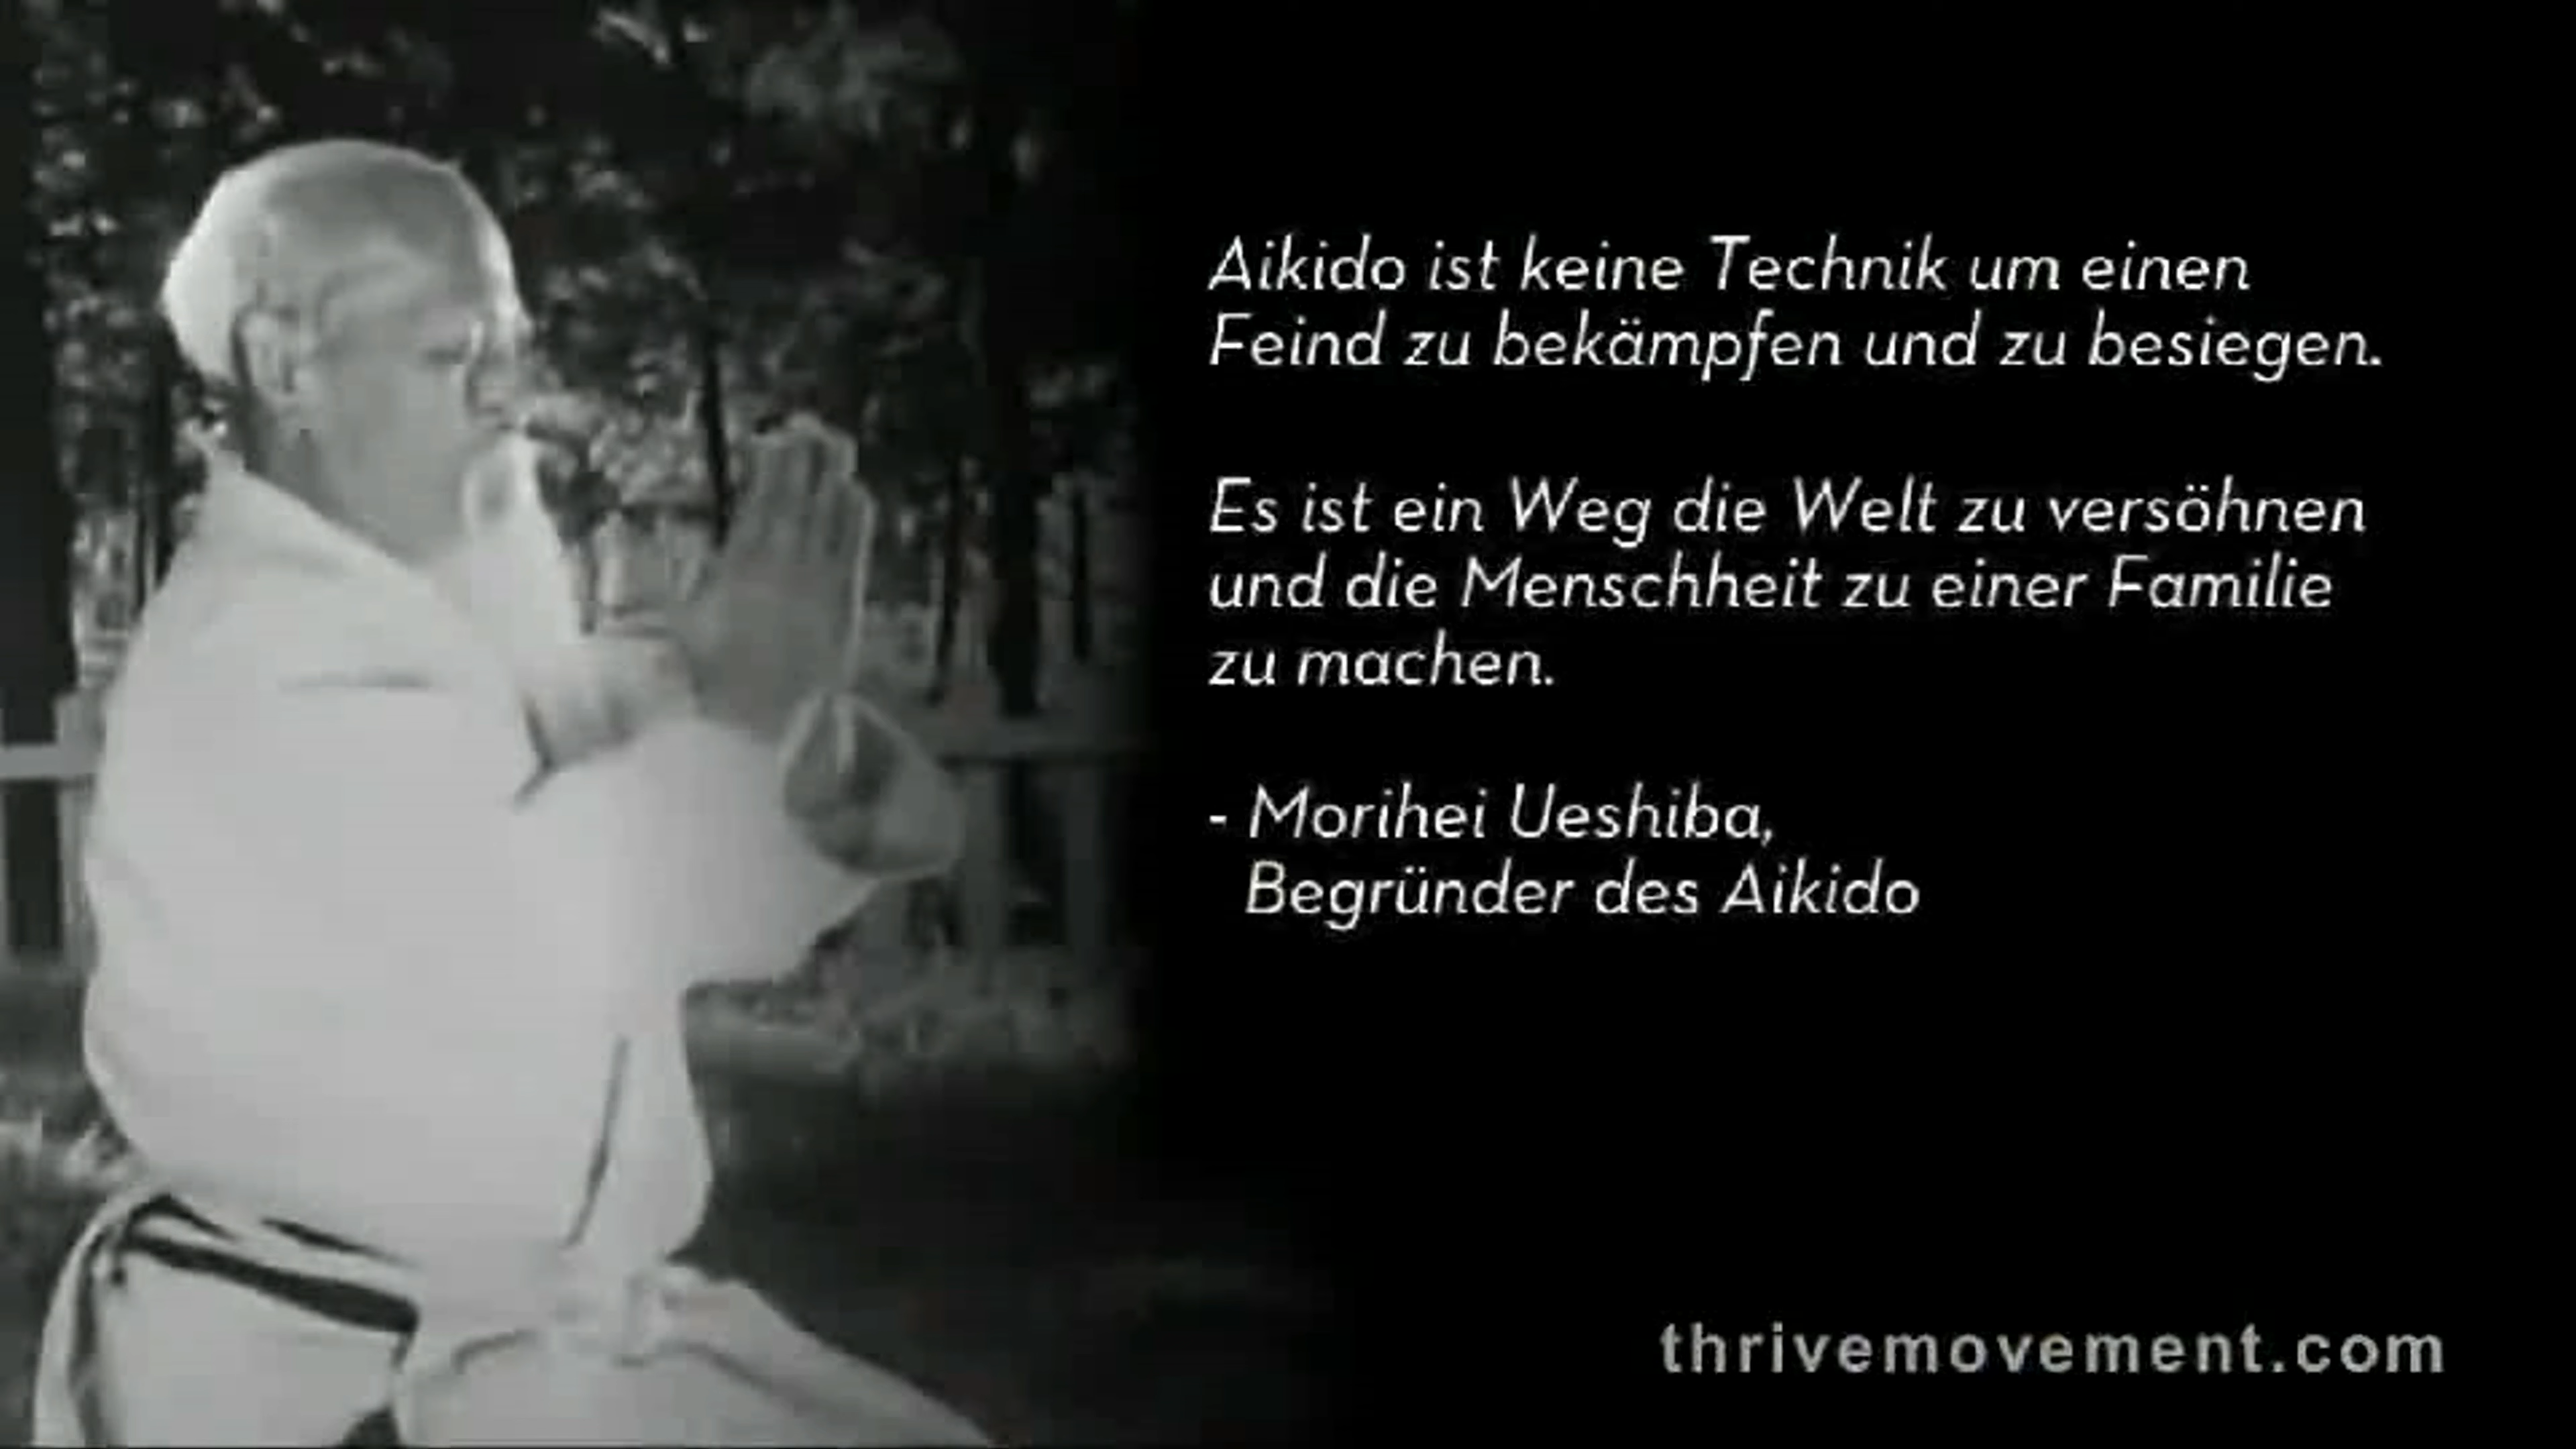 Aikido ist keine Technik um einen
Feind zu bekämpfen und zu besiegen.
Es ist ein Weg die Welt zu versöhnen
und die Menschheit zu einer Familie
zu machen.
- Morihei Ueshiba,
Begründer des Aikido
thrivemovement.com